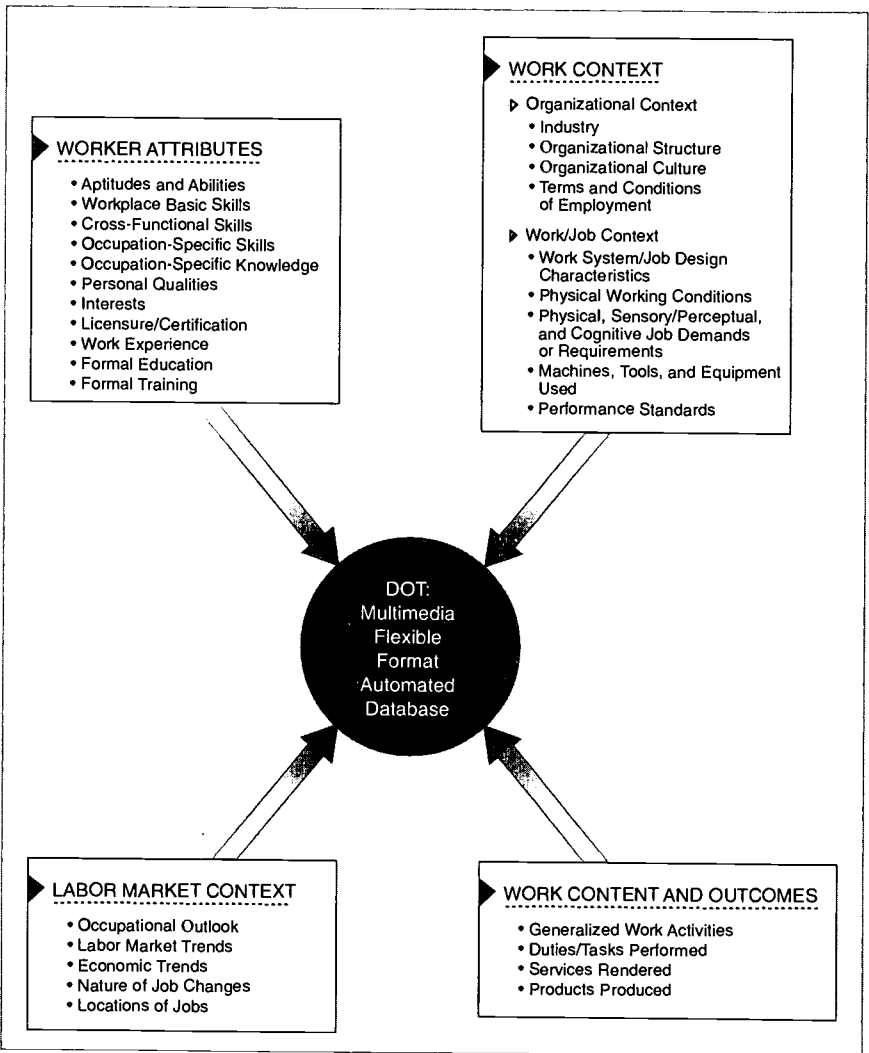 WORK CONTEXT
▷ Organizational Context
• Industry
• Organizational Structure
• Organizational Culture
• Terms and Conditions
of Employment
▷ Work/Job Context
• Work System/Job Design
Characteristics
• Physical Working Conditions
• Physical, Sensory/Perceptual,
and Cognitive Job Demands
or Requirements
• Machines, Tools, and Equipment
Used
• Performance Standards
WORKER ATTRIBUTES
• Aptitudes and Abilities
• Workplace Basic Skills
• Cross-Functional Skills
• Occupation-Specific Skills
• Occupation-Specific Knowledge
• Personal Qualities
• Interests
• Licensure/Certification
• Work Experience
• Formal Education
• Formal Training
DOT:
Multimedia
Flexible
Format
Automated
Database
LABOR MARKET CONTEXT
• Occupational Outlook
• Labor Market Trends
• Economic Trends
• Nature of Job Changes
• Locations of Jobs
WORK CONTENT AND OUTCOMES
• Generalized Work Activities
• Duties/Tasks Performed
• Services Rendered
• Products Produced